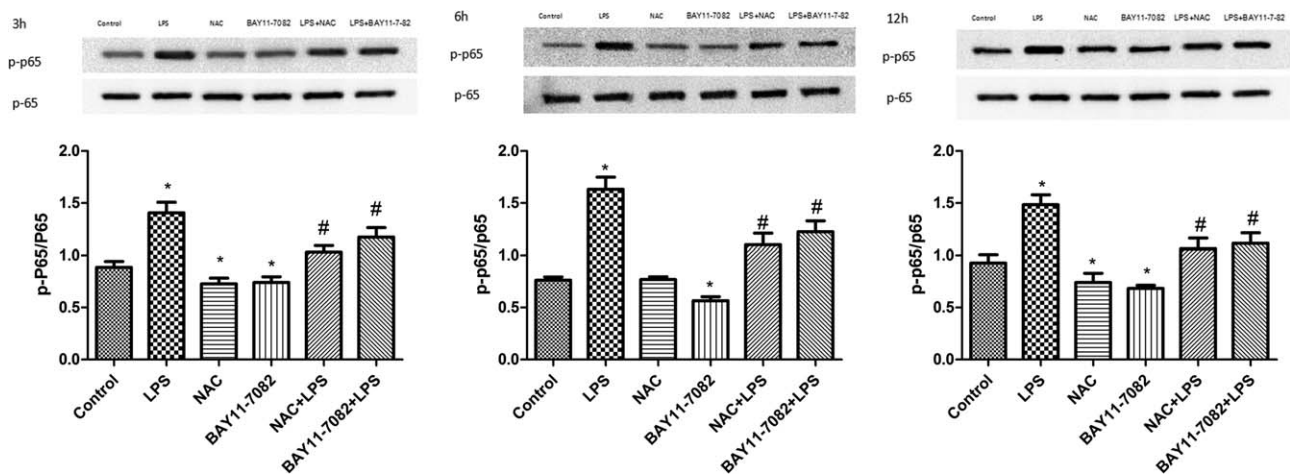 3h
Control LPS NAC BAY11-7082 LPS+NAC LPS+BAY11-7-82
p-p65
p-65
p-P65/P65
2.0
1.5
1.0
0.5
0.0
* * * # #
Control LPS NAC BAY11-7082 NAC+LPS BAY11-7082+LPS
6h
Control LPS NAC BAY11-7082 LPS+NAC LPS+BAY11-7-82
p-p65
p-65
p-p65/p65
2.0
1.5
1.0
0.5
0.0
* * # #
Control LPS NAC BAY11-7082 NAC+LPS BAY11-7082+LPS
12h
Control LPS NAC BAY11-7082 LPS+NAC LPS+BAY11-7-82
p-p65
p-65
p-p65/p65
2.0
1.5
1.0
0.5
0.0
* * * # #
Control LPS NAC BAY11-7082 NAC+LPS BAY11-7082+LPS